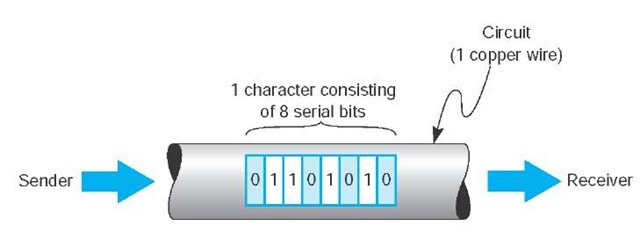 Circuit
(1 copper wire)
1 character consisting
of 8 serial bits
Sender
0 1 1 0 1 0 1 0
Receiver